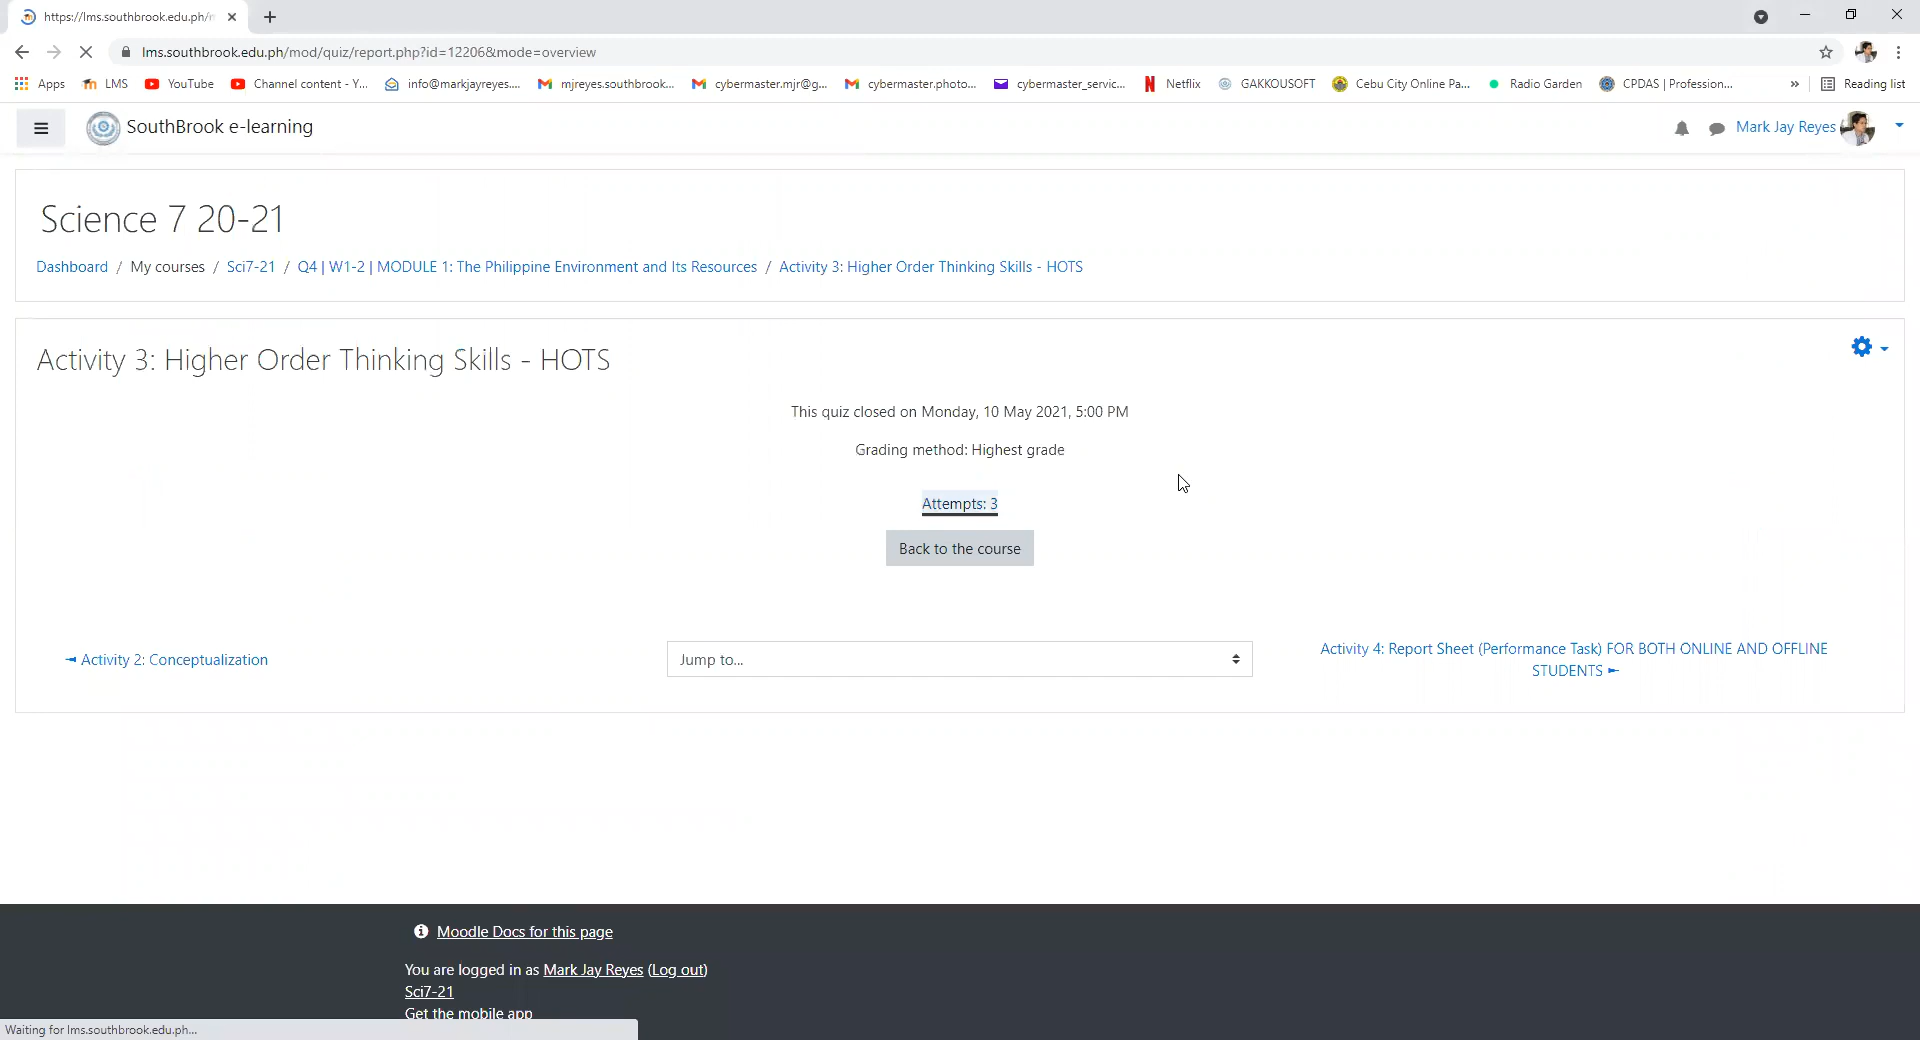 https://lms.southbrook.edu.ph/m
lms.southbrook.edu.ph/mod/quiz/report.php?id=12206&mode=overview
Apps LMS YouTube Channel content - Y... info@markjayreyes.... mjreyes.southbrook... cybermaster.mjr@g... cybermaster.photo... cybermaster_servic... Netflix GAKKOUSOFT Cebu City Online Pa... Radio Garden CPDAS | Profession... » Reading list
SouthBrook e-learning Mark Jay Reyes
Science 7 20-21
Dashboard / My courses / Sci7-21 / Q4 | W1-2 | MODULE 1: The Philippine Environment and Its Resources / Activity 3: Higher Order Thinking Skills - HOTS
Activity 3: Higher Order Thinking Skills - HOTS
This quiz closed on Monday, 10 May 2021, 5:00 PM
Grading method: Highest grade
Attempts: 3
Back to the course
◄ Activity 2: Conceptualization
Jump to...
Activity 4: Report Sheet (Performance Task) FOR BOTH ONLINE AND OFFLINE
STUDENTS ►
Moodle Docs for this page
You are logged in as Mark Jay Reyes (Log out)
Sci7-21
Get the mobile app
Waiting for lms.southbrook.edu.ph...